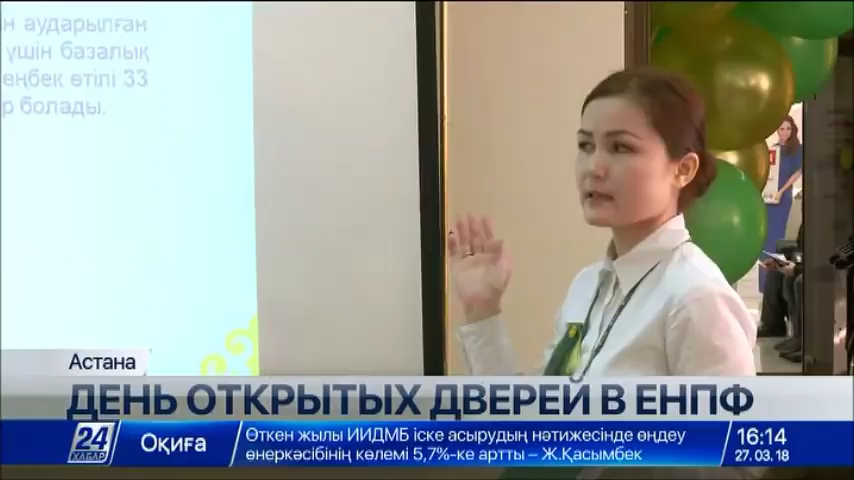 н аударылған
үшін базалық
еңбек өтілі 33
р болады.
Астана
ДЕНЬ ОТКРЫТЫХ ДВЕРЕЙ В ЕНПФ
24
ХАБАР
Оқиға
Өткен жылы ИИДМБ іске асырудың нәтижесінде өңдеу
өнеркәсібінің көлемі 5,7%-ке артты – Ж.Қасымбек
16:14
27.03.18